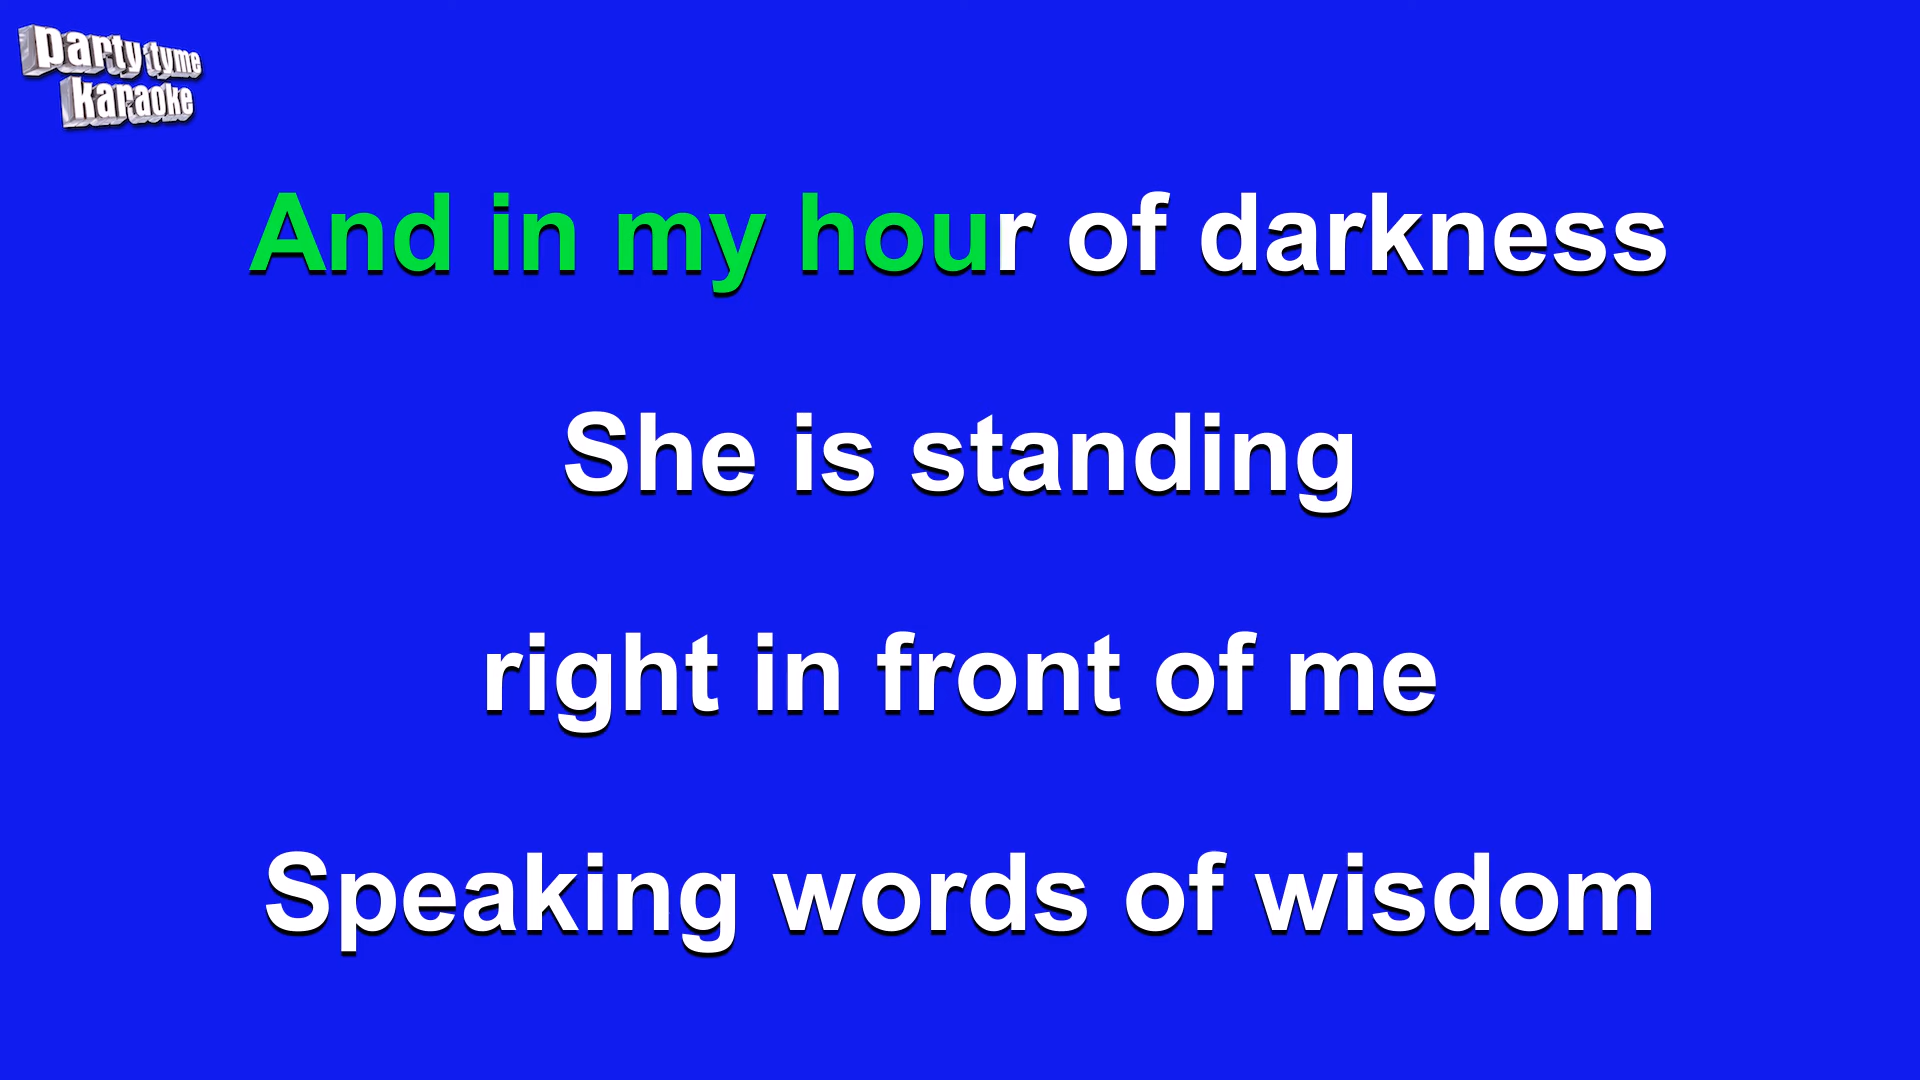 party tyme
karaoke
And in my hour of darkness
She is standing
right in front of me
Speaking words of wisdom